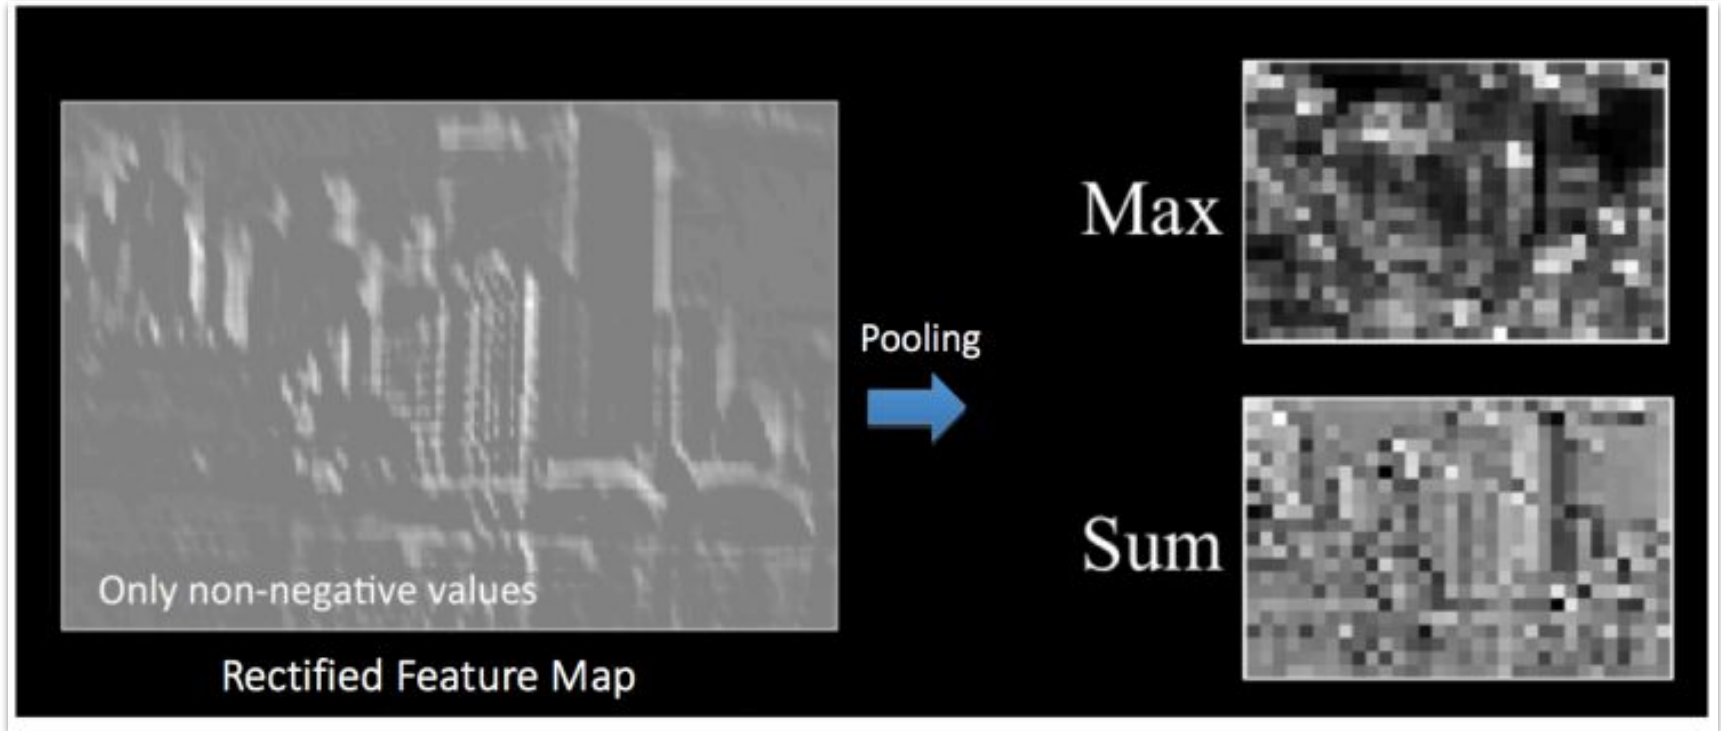 Only non-negative values
Rectified Feature Map
Pooling
Max
Sum